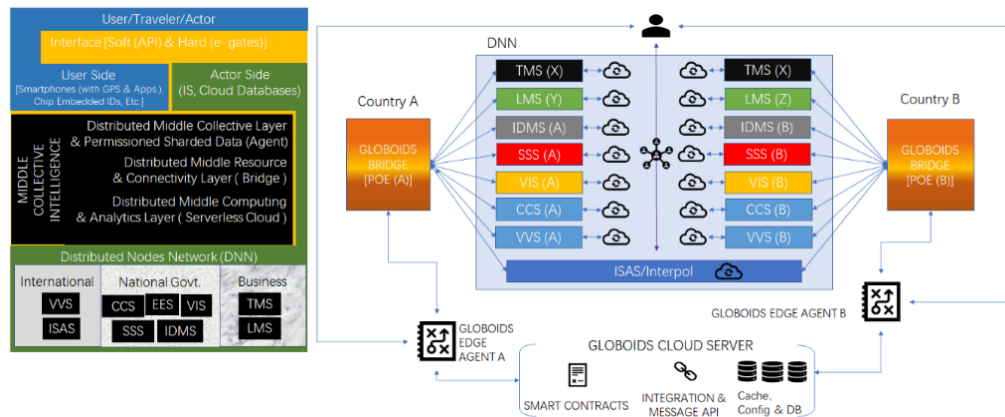 User/Traveler/Actor
Interface [Soft (API) & Hard (e- gates)]
User Side
[Smartphones (with GPS & Apps),
Chip Embedded IDs, Etc.]
Actor Side
(IS, Cloud Databases)
MIDDLE
COLLECTIVE
INTELLIGENCE
Distributed Middle Collective Layer
& Permissioned Sharded Data (Agent)
Distributed Middle Resource
& Connectivity Layer ( Bridge )
Distributed Middle Computing
& Analytics Layer ( Serverless Cloud )
Distributed Nodes Network (DNN)
International
VVS
ISAS
National Govt.
CCS
EES
VIS
SSS
IDMS
Business
TMS
LMS
DNN
Country A
GLOBOIDS
BRIDGE
[POE (A)]
TMS (X)
LMS (Y)
IDMS (A)
SSS (A)
VIS (A)
CCS (A)
VVS (A)
TMS (X)
LMS (Z)
IDMS (B)
SSS (B)
VIS (B)
CCS (B)
VVS (B)
ISAS/Interpol
Country B
GLOBOIDS
BRIDGE
[POE (B)]
GLOBOIDS
EDGE
AGENT A
GLOBOIDS EDGE AGENT B
GLOBOIDS CLOUD SERVER
SMART CONTRACTS
INTEGRATION &
MESSAGE API
Cache,
Config & DB